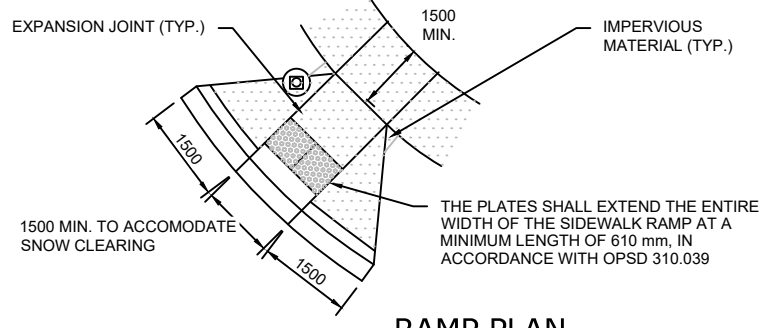 EXPANSION JOINT (TYP.)
1500
MIN.
IMPERVIOUS
MATERIAL (TYP.)
1500
1500 MIN. TO ACCOMODATE
SNOW CLEARING
1500
THE PLATES SHALL EXTEND THE ENTIRE
WIDTH OF THE SIDEWALK RAMP AT A
MINIMUM LENGTH OF 610 mm, IN
ACCORDANCE WITH OPSD 310.039
RAMP PLAN